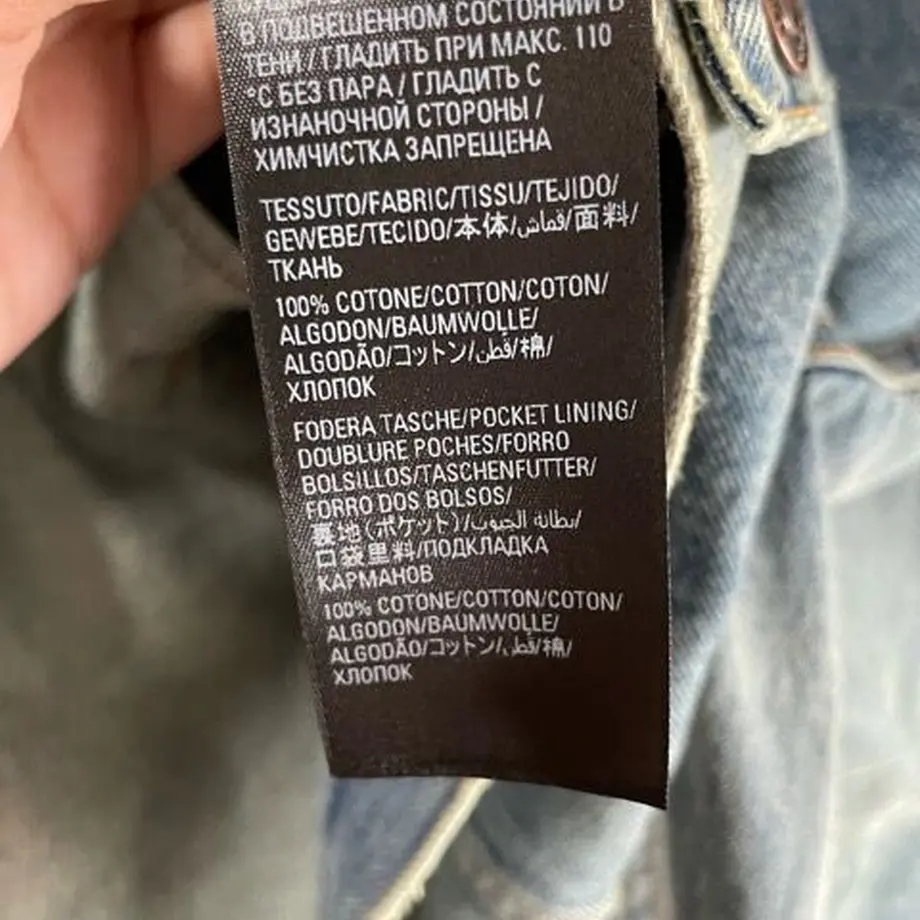 В ПОДВЕШЕННОМ СОСТОЯНИИ В
ТЕНИ / ГЛАДИТЬ ПРИ МАКС. 110
°С БЕЗ ПАРА / ГЛАДИТЬ С
ИЗНАНОЧНОЙ СТОРОНЫ /
ХИМЧИСТКА ЗАПРЕЩЕНА
TESSUTO/FABRIC/TISSU/TEJIDO/
GEWEBE/TECIDO/本体/قماش/面料/
ТКАНЬ
100% COTONE/COTTON/COTON/
ALGODON/BAUMWOLLE/
ALGODÃO/コットン/قطن/棉/
ХЛОПОК
FODERA TASCHE/POCKET LINING/
DOUBLURE POCHES/FORRO
BOLSILLOS/TASCHENFUTTER/
FORRO DOS BOLSOS/
裏地(ポケット)/بطانة الجيوب/
口袋里料/ПОДКЛАДКА
КАРМАНОВ
100% COTONE/COTTON/COTON/
ALGODON/BAUMWOLLE/
ALGODÃO/コットン/قطن/棉/
ХЛОПОК